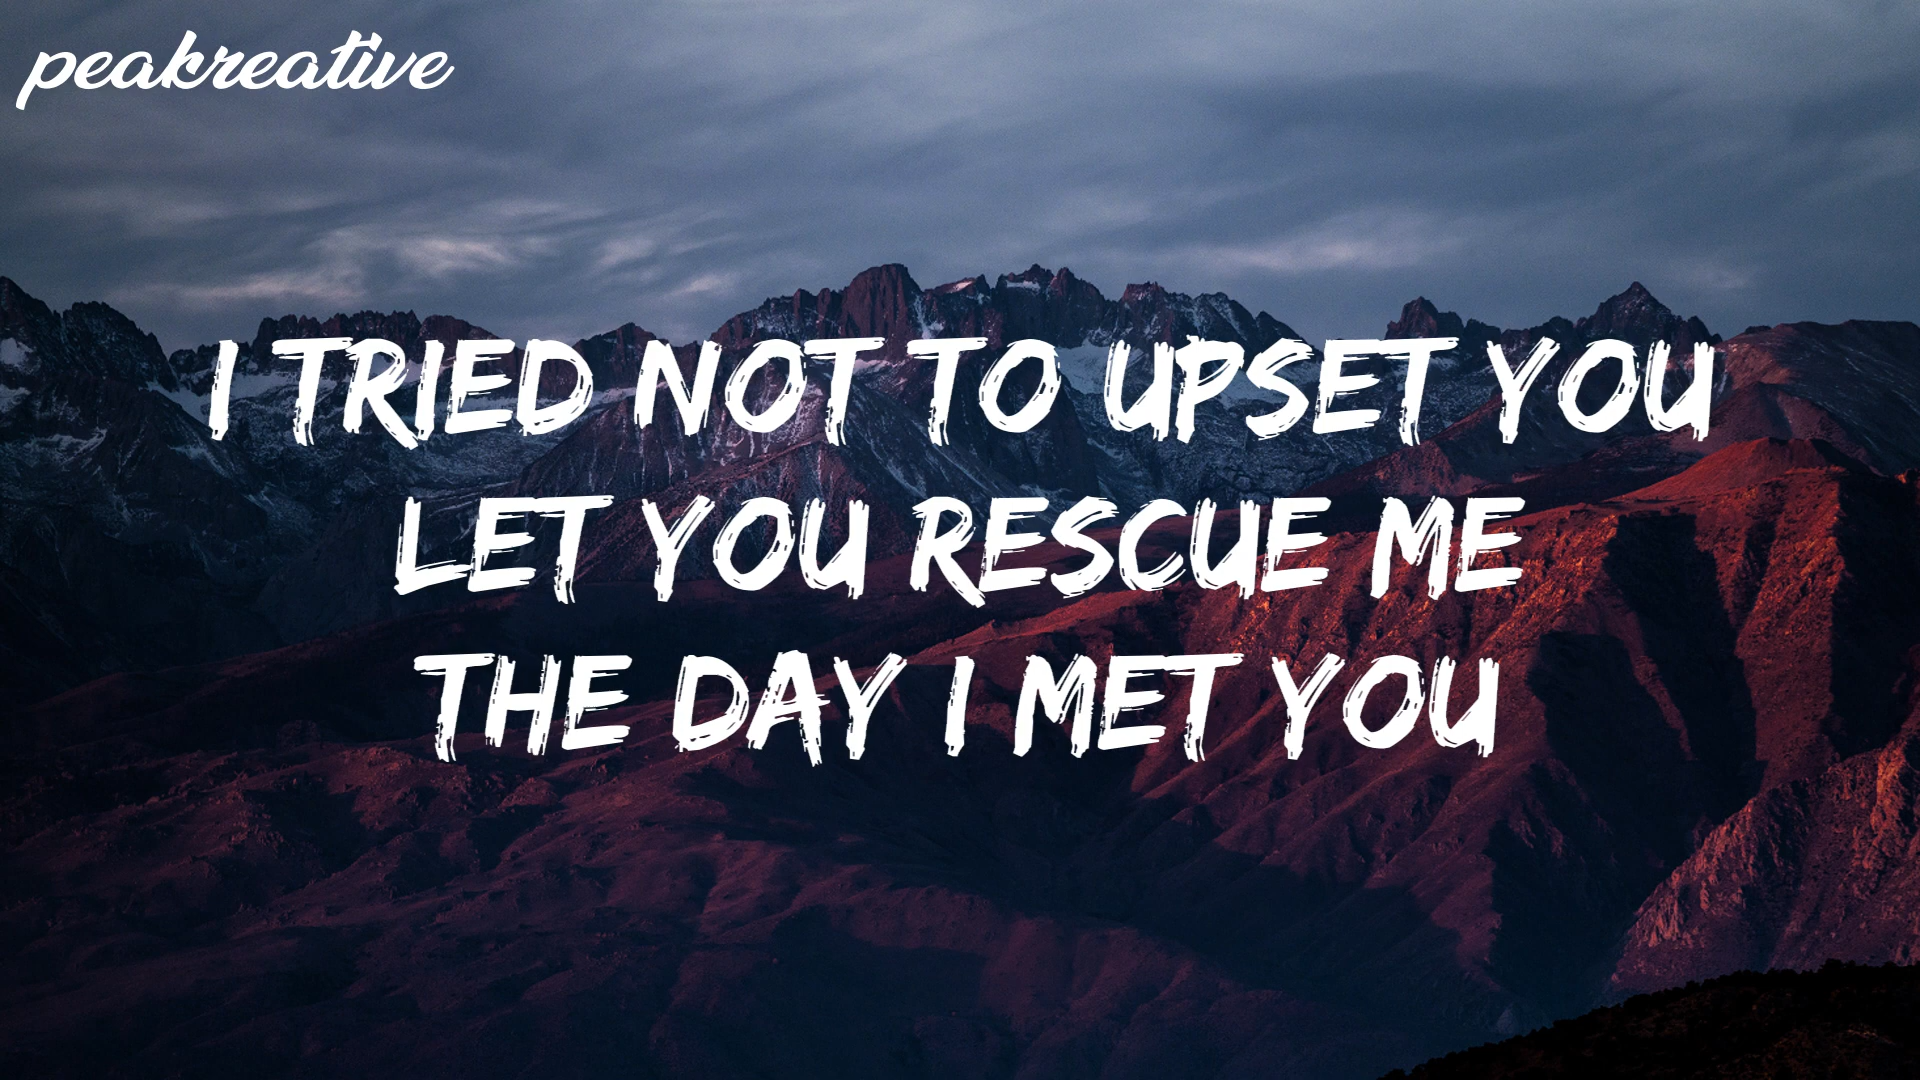 peakreative
I TRIED NOT TO UPSET YOU
LET YOU RESCUE ME
THE DAY I MET YOU